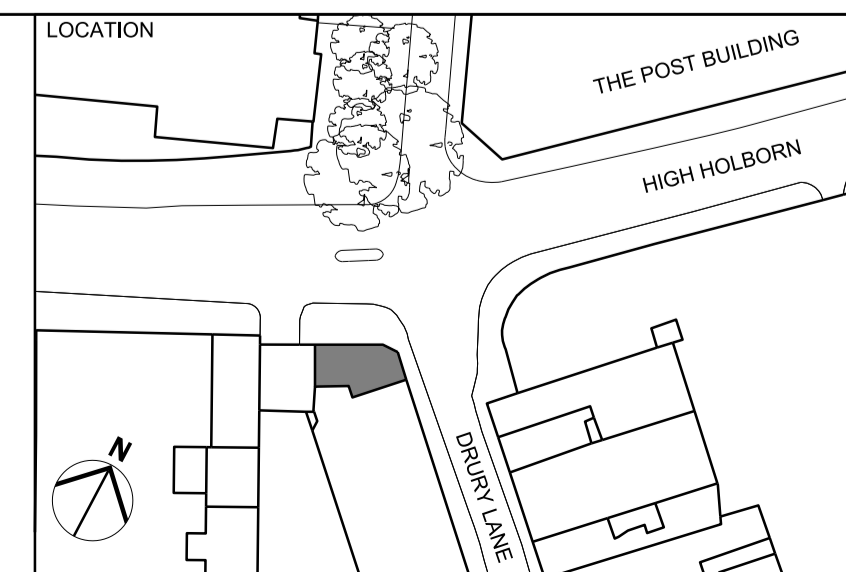 LOCATION
THE POST BUILDING
HIGH HOLBORN
DRURY LANE
N